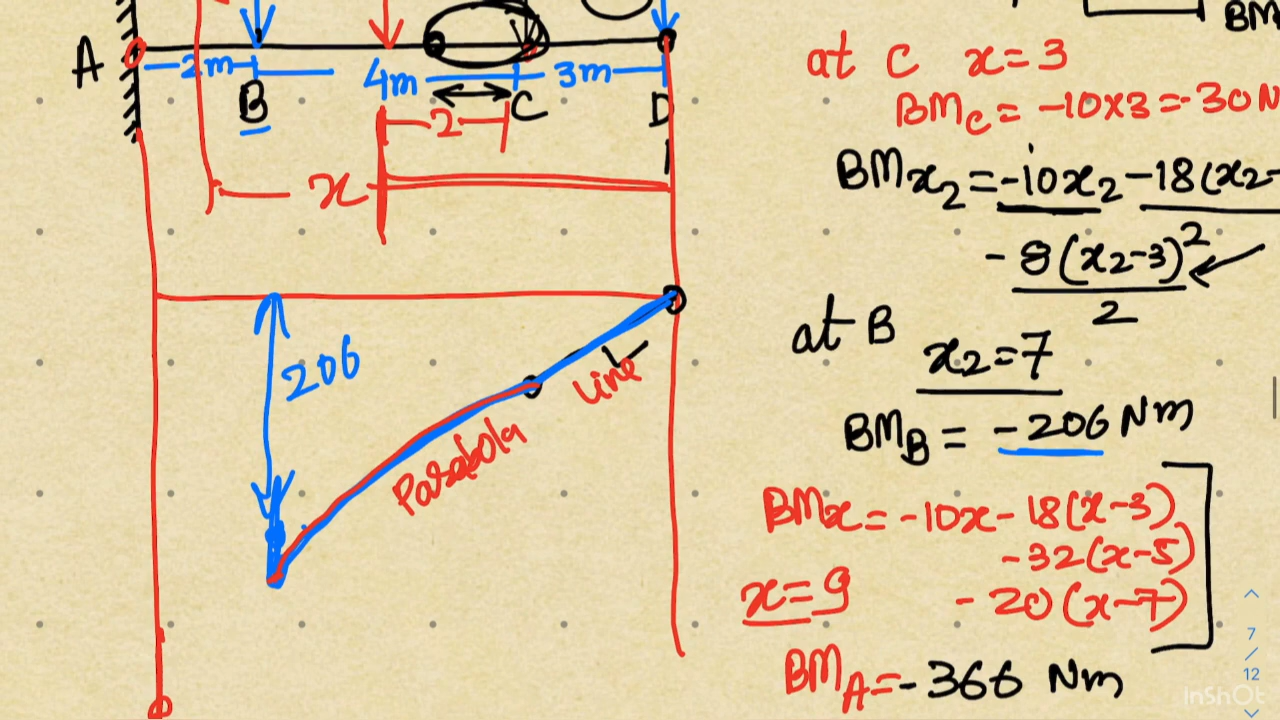 BM
A
2m
4m
3m
B
C
D
2
x
206
Line
Parabola
at C x=3
BMC = -10×3 = -30 N
BMx2 = -10x2 - 18(x2-
- 8(x2-3)²
2
at B
x2=7
BMB = -206 Nm
BMx = -10x - 18(x-3)
-32(x-5)
x=9 -20(x-7)
BMA = -366 Nm
7
/
12
InShOt